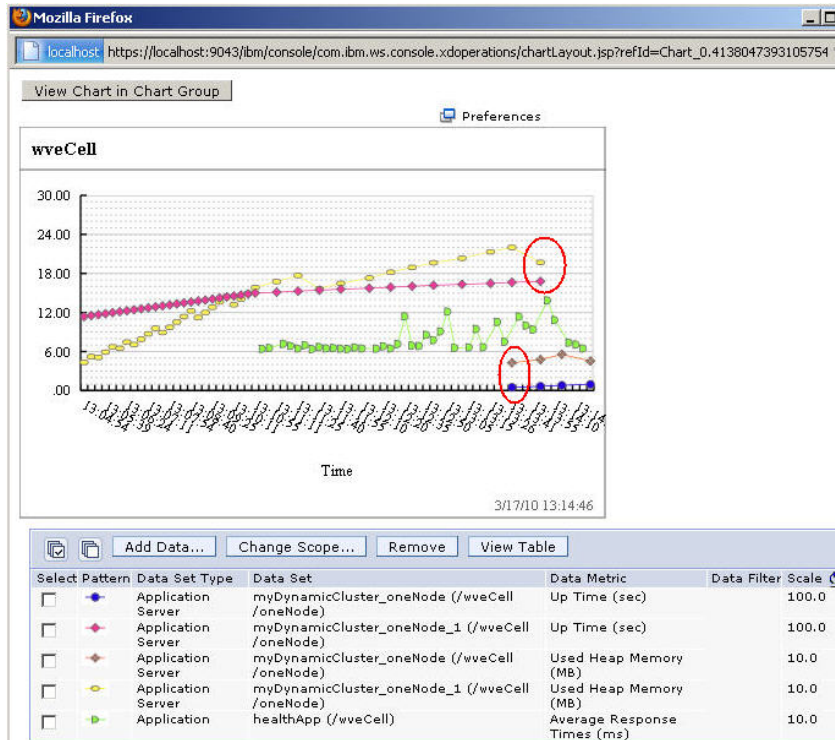 Mozilla Firefox
localhost https://localhost:9043/ibm/console/com.ibm.ws.console.xdoperations/chartLayout.jsp?refId=Chart_0.4138047393105754
View Chart in Chart Group
Preferences
wveCell
30.00
24.00
18.00
12.00
6.00
.00
Time
3/17/10 13:14:46
Add Data... Change Scope... Remove View Table
Select Pattern Data Set Type Data Set Data Metric Data Filter Scale
Application Server myDynamicCluster_oneNode (/wveCell /oneNode) Up Time (sec) 100.0
Application Server myDynamicCluster_oneNode_1 (/wveCell /oneNode) Up Time (sec) 100.0
Application Server myDynamicCluster_oneNode (/wveCell /oneNode) Used Heap Memory (MB) 10.0
Application Server myDynamicCluster_oneNode_1 (/wveCell /oneNode) Used Heap Memory (MB) 10.0
Application healthApp (/wveCell) Average Response Times (ms) 10.0